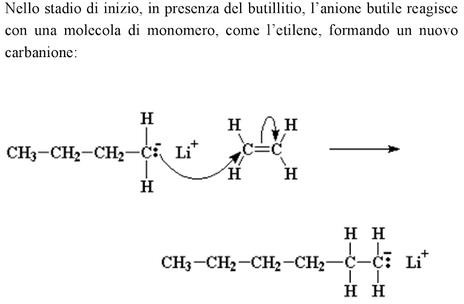 Nello stadio di inizio, in presenza del butillitio, l'anione butile reagisce
con una molecola di monomero, come l'etilene, formando un nuovo
carbanione:
H
H H
CH₃–CH₂–CH₂–C:⁻ Li⁺ C=C
H H
H
H H
CH₃–CH₂–CH₂–CH₂–C–C:⁻ Li⁺
H H